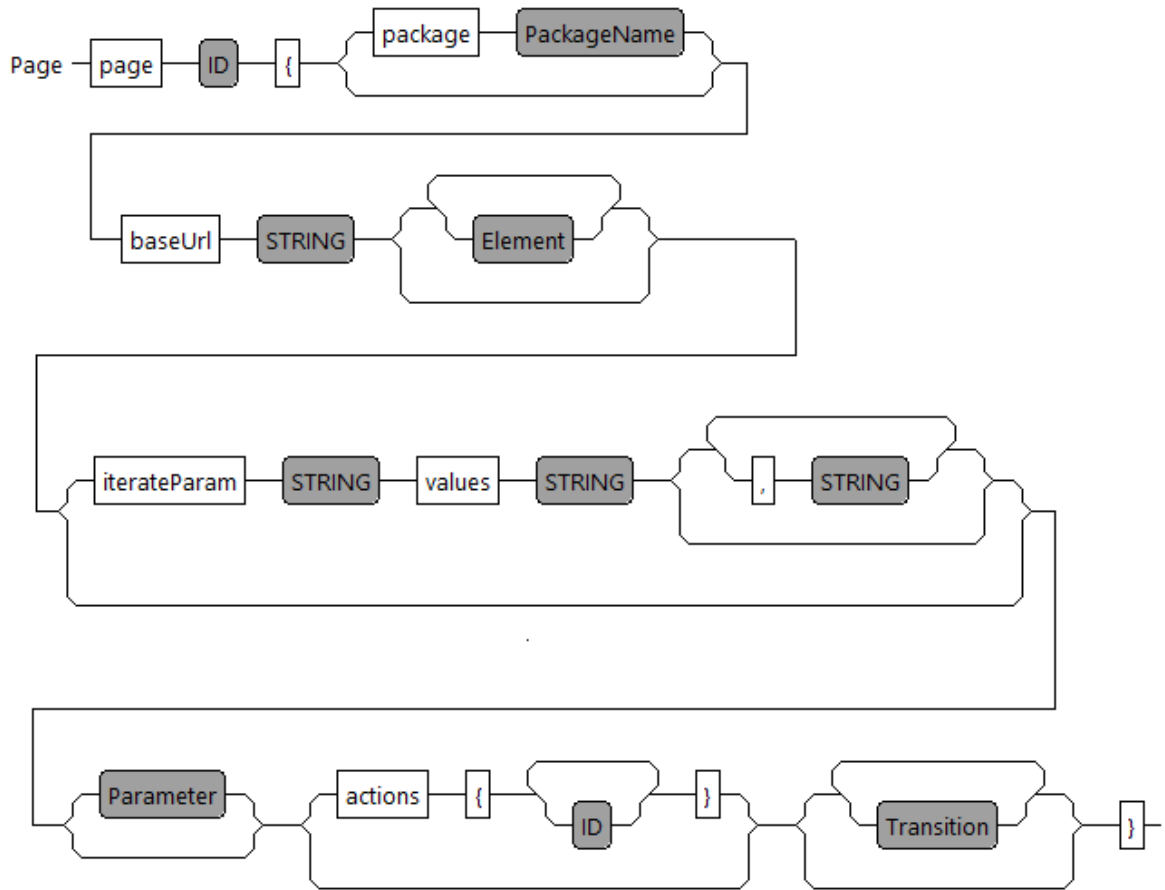 Page page ID { package PackageName
baseUrl STRING Element
iterateParam STRING values STRING , STRING
Parameter actions { ID } Transition }